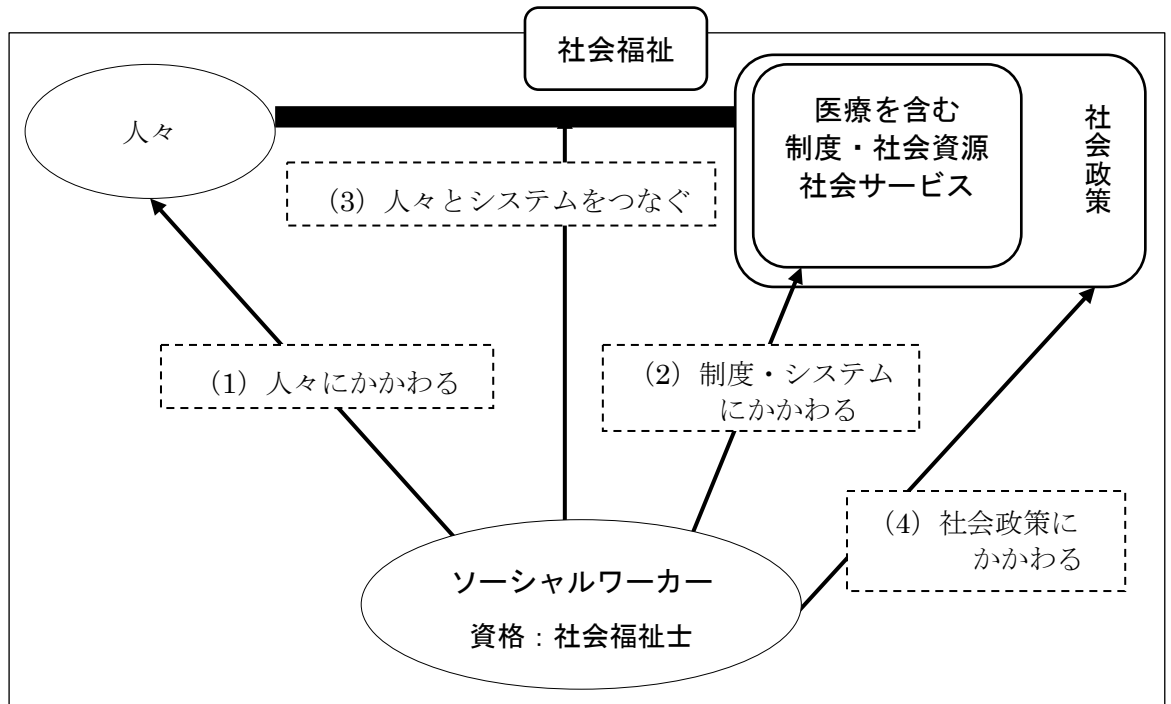 社会福祉
人々
医療を含む
制度・社会資源
社会サービス
社会政策
（3）人々とシステムをつなぐ
（1）人々にかかわる
（2）制度・システム
にかかわる
（4）社会政策に
かかわる
ソーシャルワーカー
資格：社会福祉士